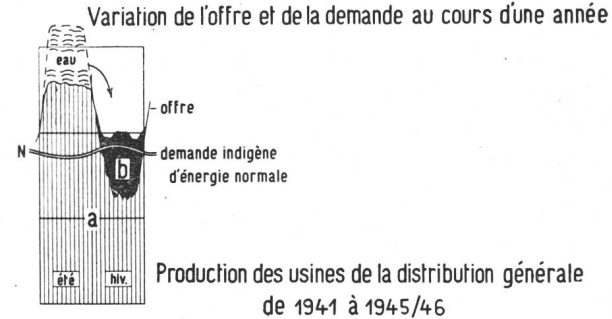 Variation de l'offre et de la demande au cours d'une année
eau
offre
N
demande indigène
d'énergie normale
b
a
été
hiv.
Production des usines de la distribution générale
de 1941 à 1945/46